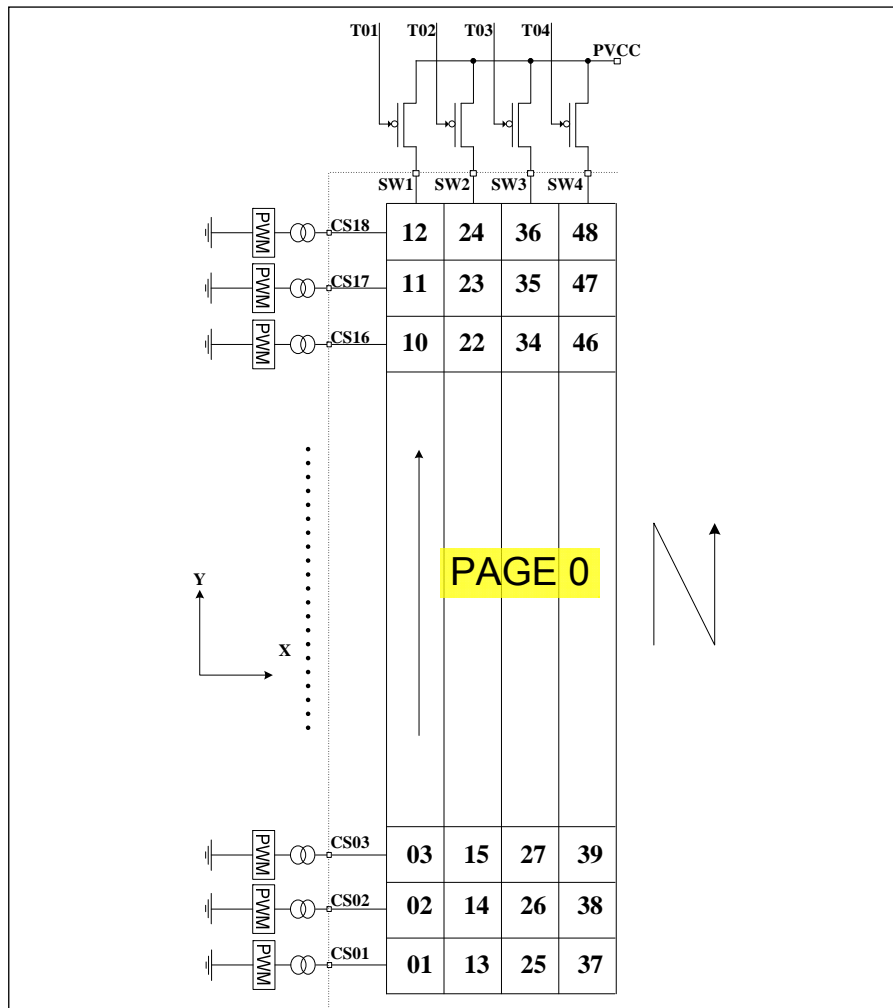 T01 T02 T03 T04
PVCC
SW1 SW2 SW3 SW4
PWM CS18 12 24 36 48
PWM CS17 11 23 35 47
PWM CS16 10 22 34 46
PAGE 0
Y
X
PWM CS03 03 15 27 39
PWM CS02 02 14 26 38
PWM CS01 01 13 25 37